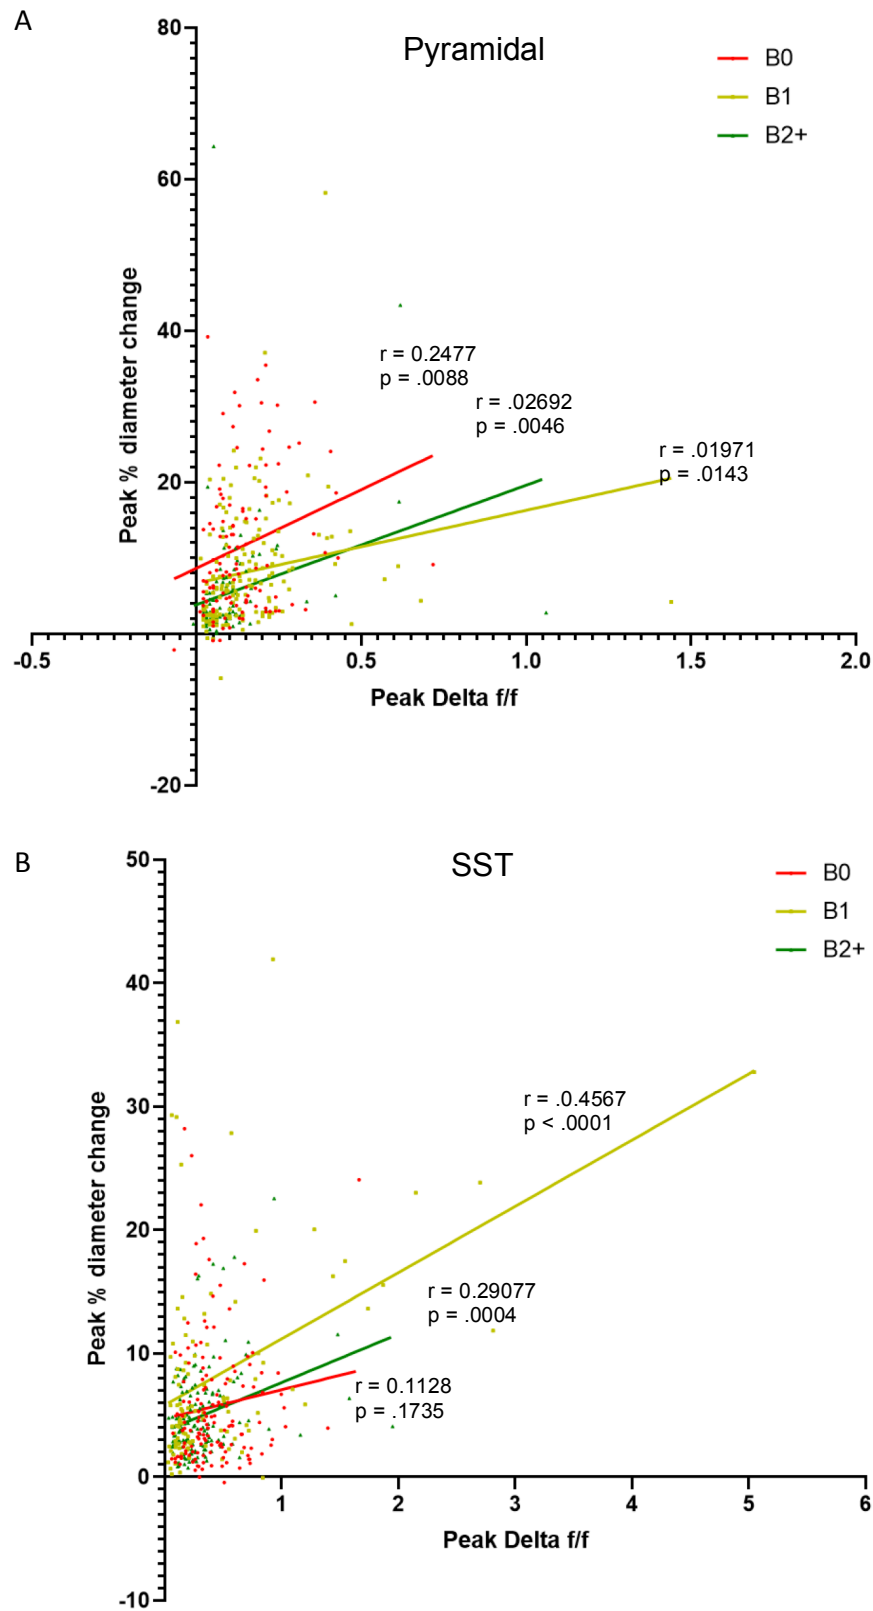 A
Pyramidal
B0
B1
B2+
80
60
40
20
-20
Peak % diameter change
r = 0.2477
p = .0088
r = .02692
p = .0046
r = .01971
p = .0143
-0.5
0.5
1.0
1.5
2.0
Peak Delta f/f
B
SST
B0
B1
B2+
50
40
30
20
10
0
-10
Peak % diameter change
r = .0.4567
p < .0001
r = 0.29077
p = .0004
r = 0.1128
p = .1735
1
2
3
4
5
6
Peak Delta f/f